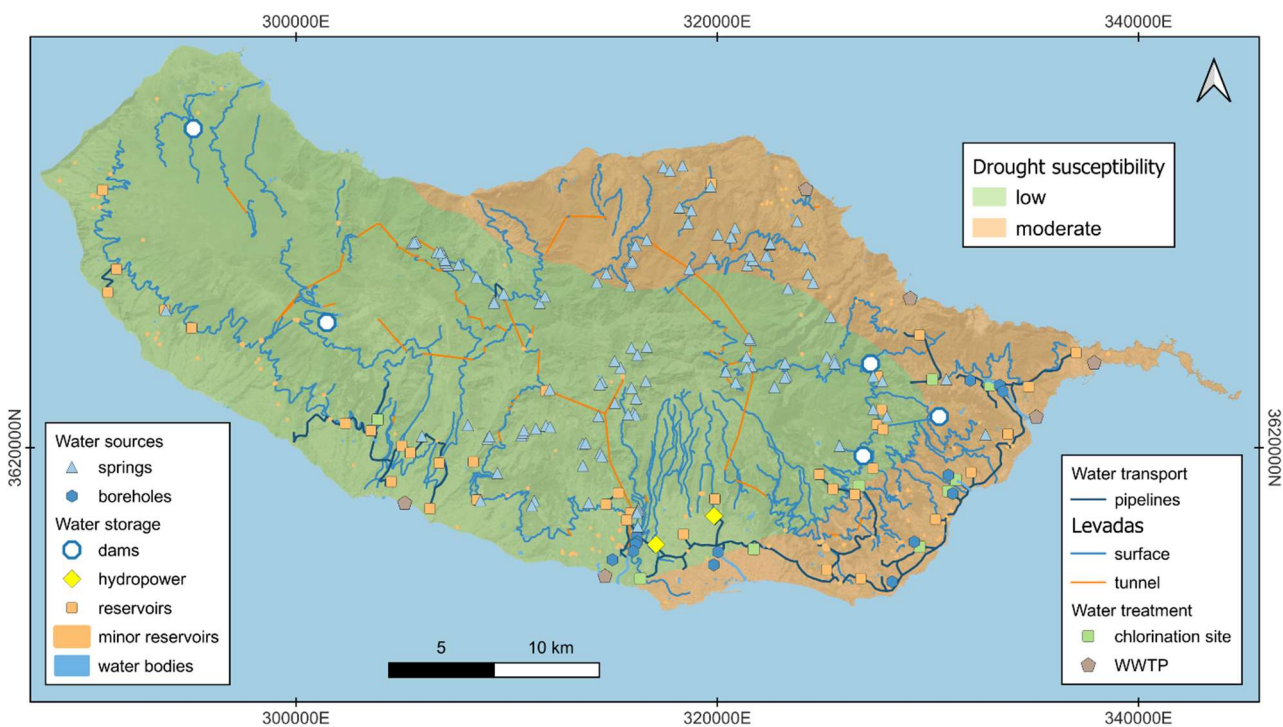 300000E
320000E
340000E
Drought susceptibility
low
moderate
3620000N
3620000N
Water sources
springs
boreholes
Water storage
dams
hydropower
reservoirs
minor reservoirs
water bodies
5
10 km
Water transport
pipelines
Levadas
surface
tunnel
Water treatment
chlorination site
WWTP
300000E
320000E
340000E